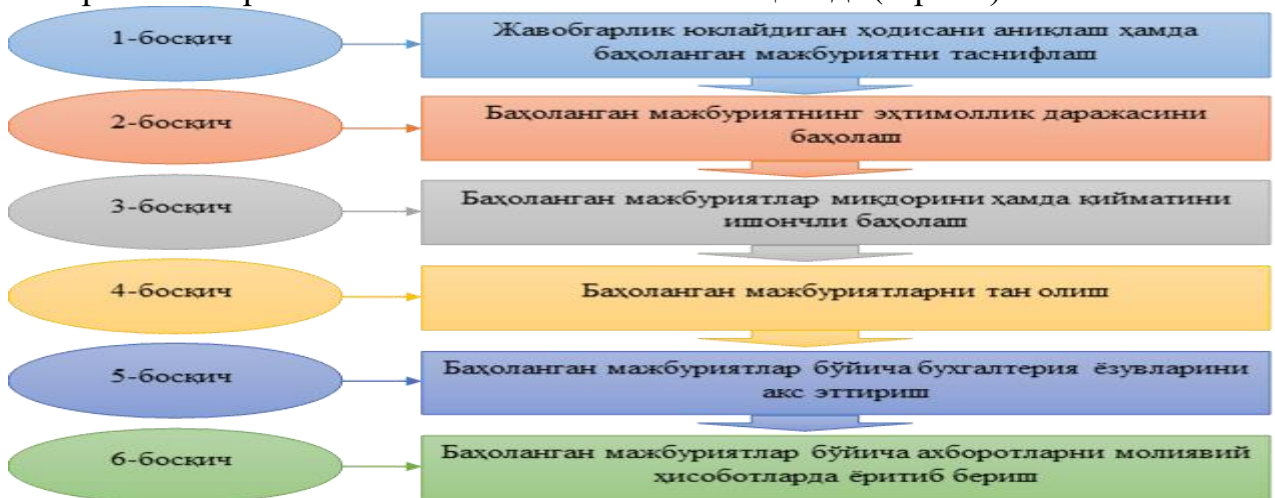 1-босқич
Жавобгарлик юклайдиган ҳодисани аниқлаш ҳамда
баҳоланган мажбуриятни таснифлаш
2-босқич
Баҳоланган мажбуриятнинг эҳтимоллик даражасини
баҳолаш
3-босқич
Баҳоланган мажбуриятлар миқдорини ҳамда қийматини
ишончли баҳолаш
4-босқич
Баҳоланган мажбуриятларни тан олиш
5-босқич
Баҳоланган мажбуриятлар бўйича бухгалтерия ёзувларини
акс эттириш
6-босқич
Баҳоланган мажбуриятлар бўйича ахборотларни молиявий
ҳисоботларда ёритиб бериш